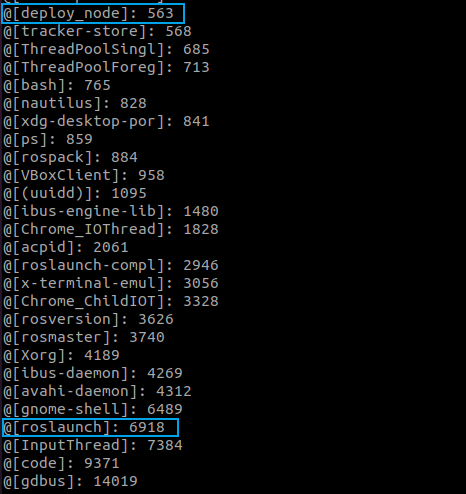 @[deploy_node]: 563
@[tracker-store]: 568
@[ThreadPoolSingl]: 685
@[ThreadPoolForeg]: 713
@[bash]: 765
@[nautilus]: 828
@[xdg-desktop-por]: 841
@[ps]: 859
@[rospack]: 884
@[VBoxClient]: 958
@[(uuidd)]: 1095
@[ibus-engine-lib]: 1480
@[Chrome_IOThread]: 1828
@[acpid]: 2061
@[roslaunch-compl]: 2946
@[x-terminal-emul]: 3056
@[Chrome_ChildIOT]: 3328
@[rosversion]: 3626
@[rosmaster]: 3740
@[Xorg]: 4189
@[ibus-daemon]: 4269
@[avahi-daemon]: 4312
@[gnome-shell]: 6489
@[roslaunch]: 6918
@[InputThread]: 7384
@[code]: 9371
@[gdbus]: 14019